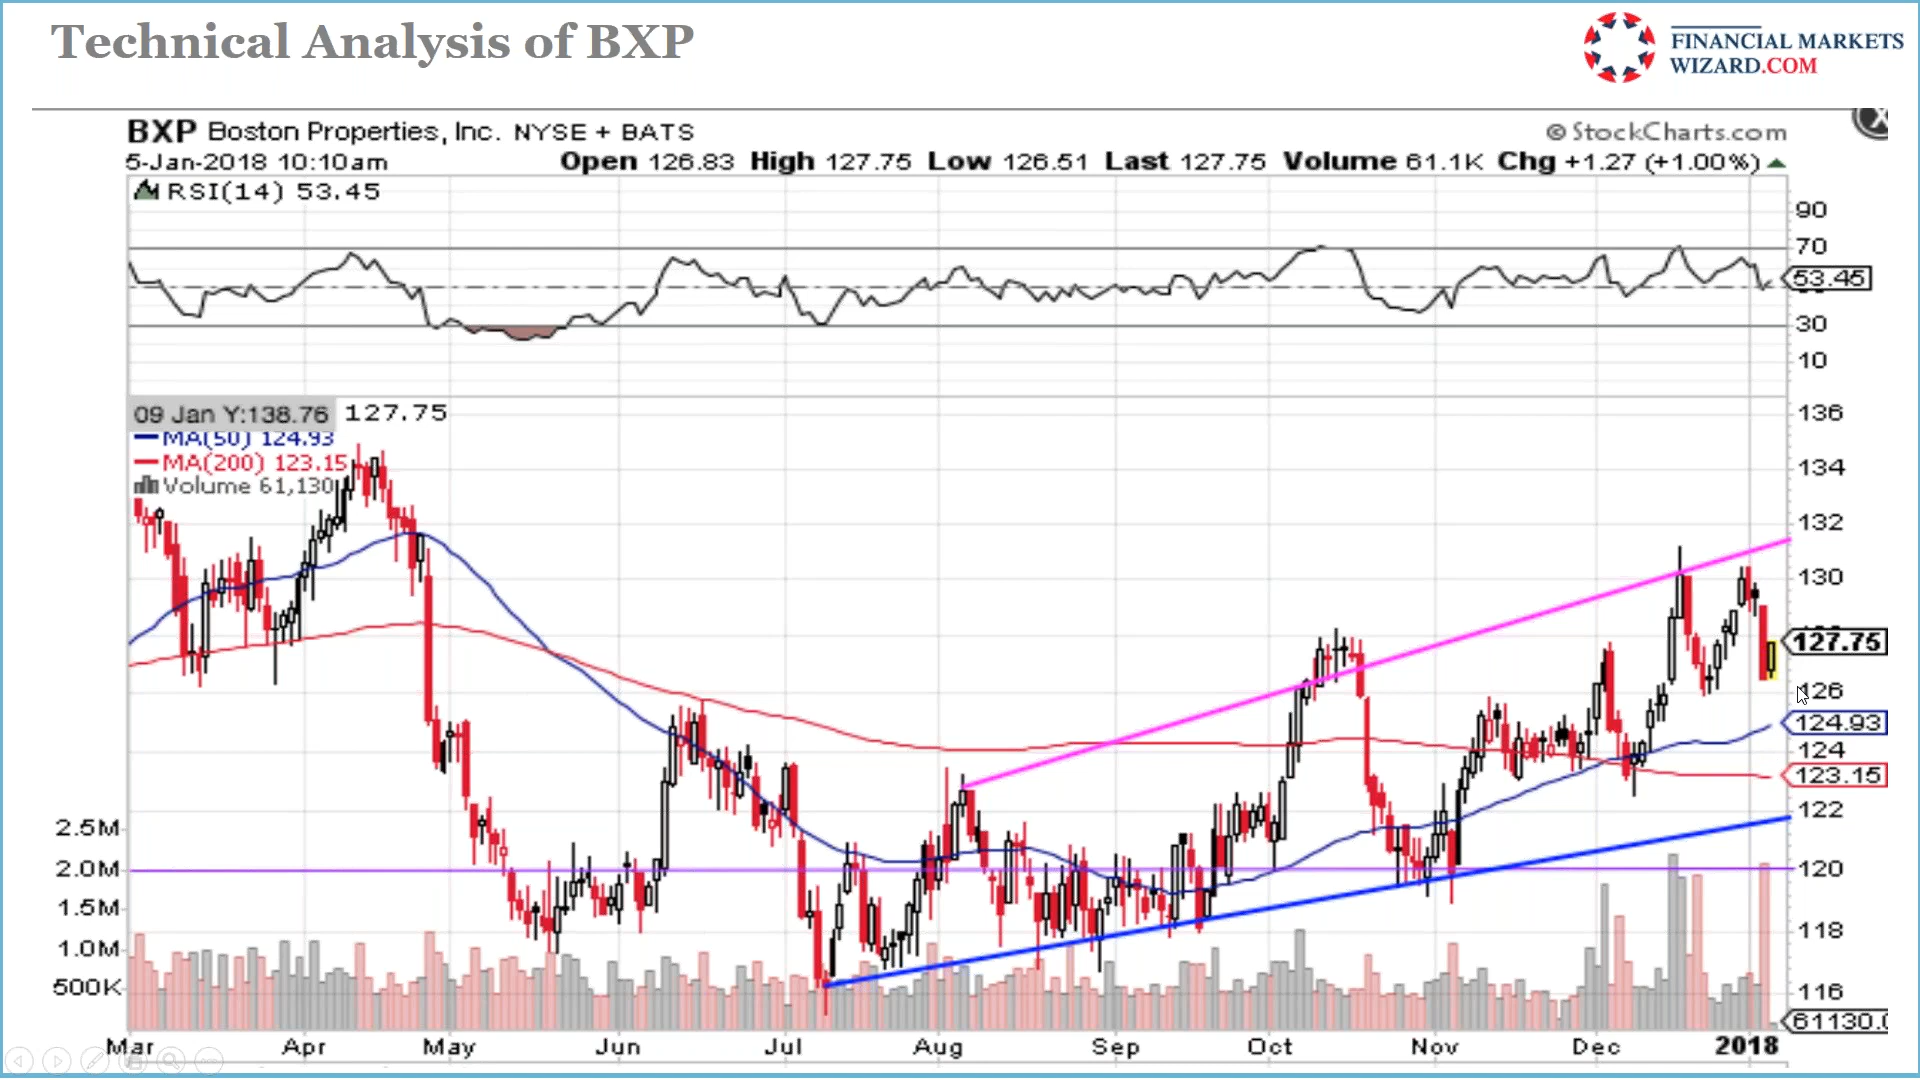 Technical Analysis of BXP
FINANCIAL MARKETS
WIZARD.COM
BXP Boston Properties, Inc. NYSE + BATS
© StockCharts.com
5-Jan-2018 10:10am
Open 126.83 High 127.75 Low 126.51 Last 127.75 Volume 61.1K Chg +1.27 (+1.00%)
RSI(14) 53.45
90
70
53.45
30
10
09 Jan Y:138.76 127.75
MA(50) 124.93
MA(200) 123.15
Volume 61,130
136
134
132
130
127.75
126
124.93
124
123.15
122
120
118
116
61130.0
2.5M
2.0M
1.5M
1.0M
500K
Mar Apr May Jun Jul Aug Sep Oct Nov Dec 2018